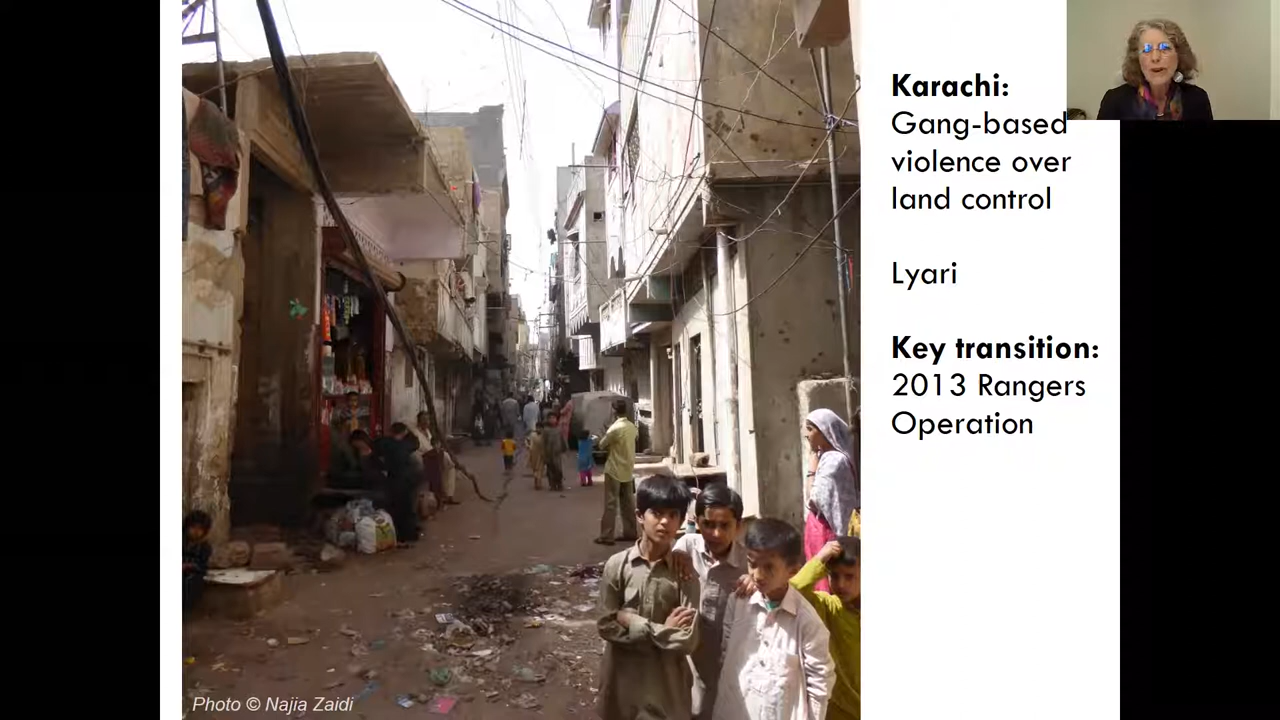 Karachi:
Gang-based
violence over
land control
Lyari
Key transition:
2013 Rangers
Operation
Photo © Najia Zaidi